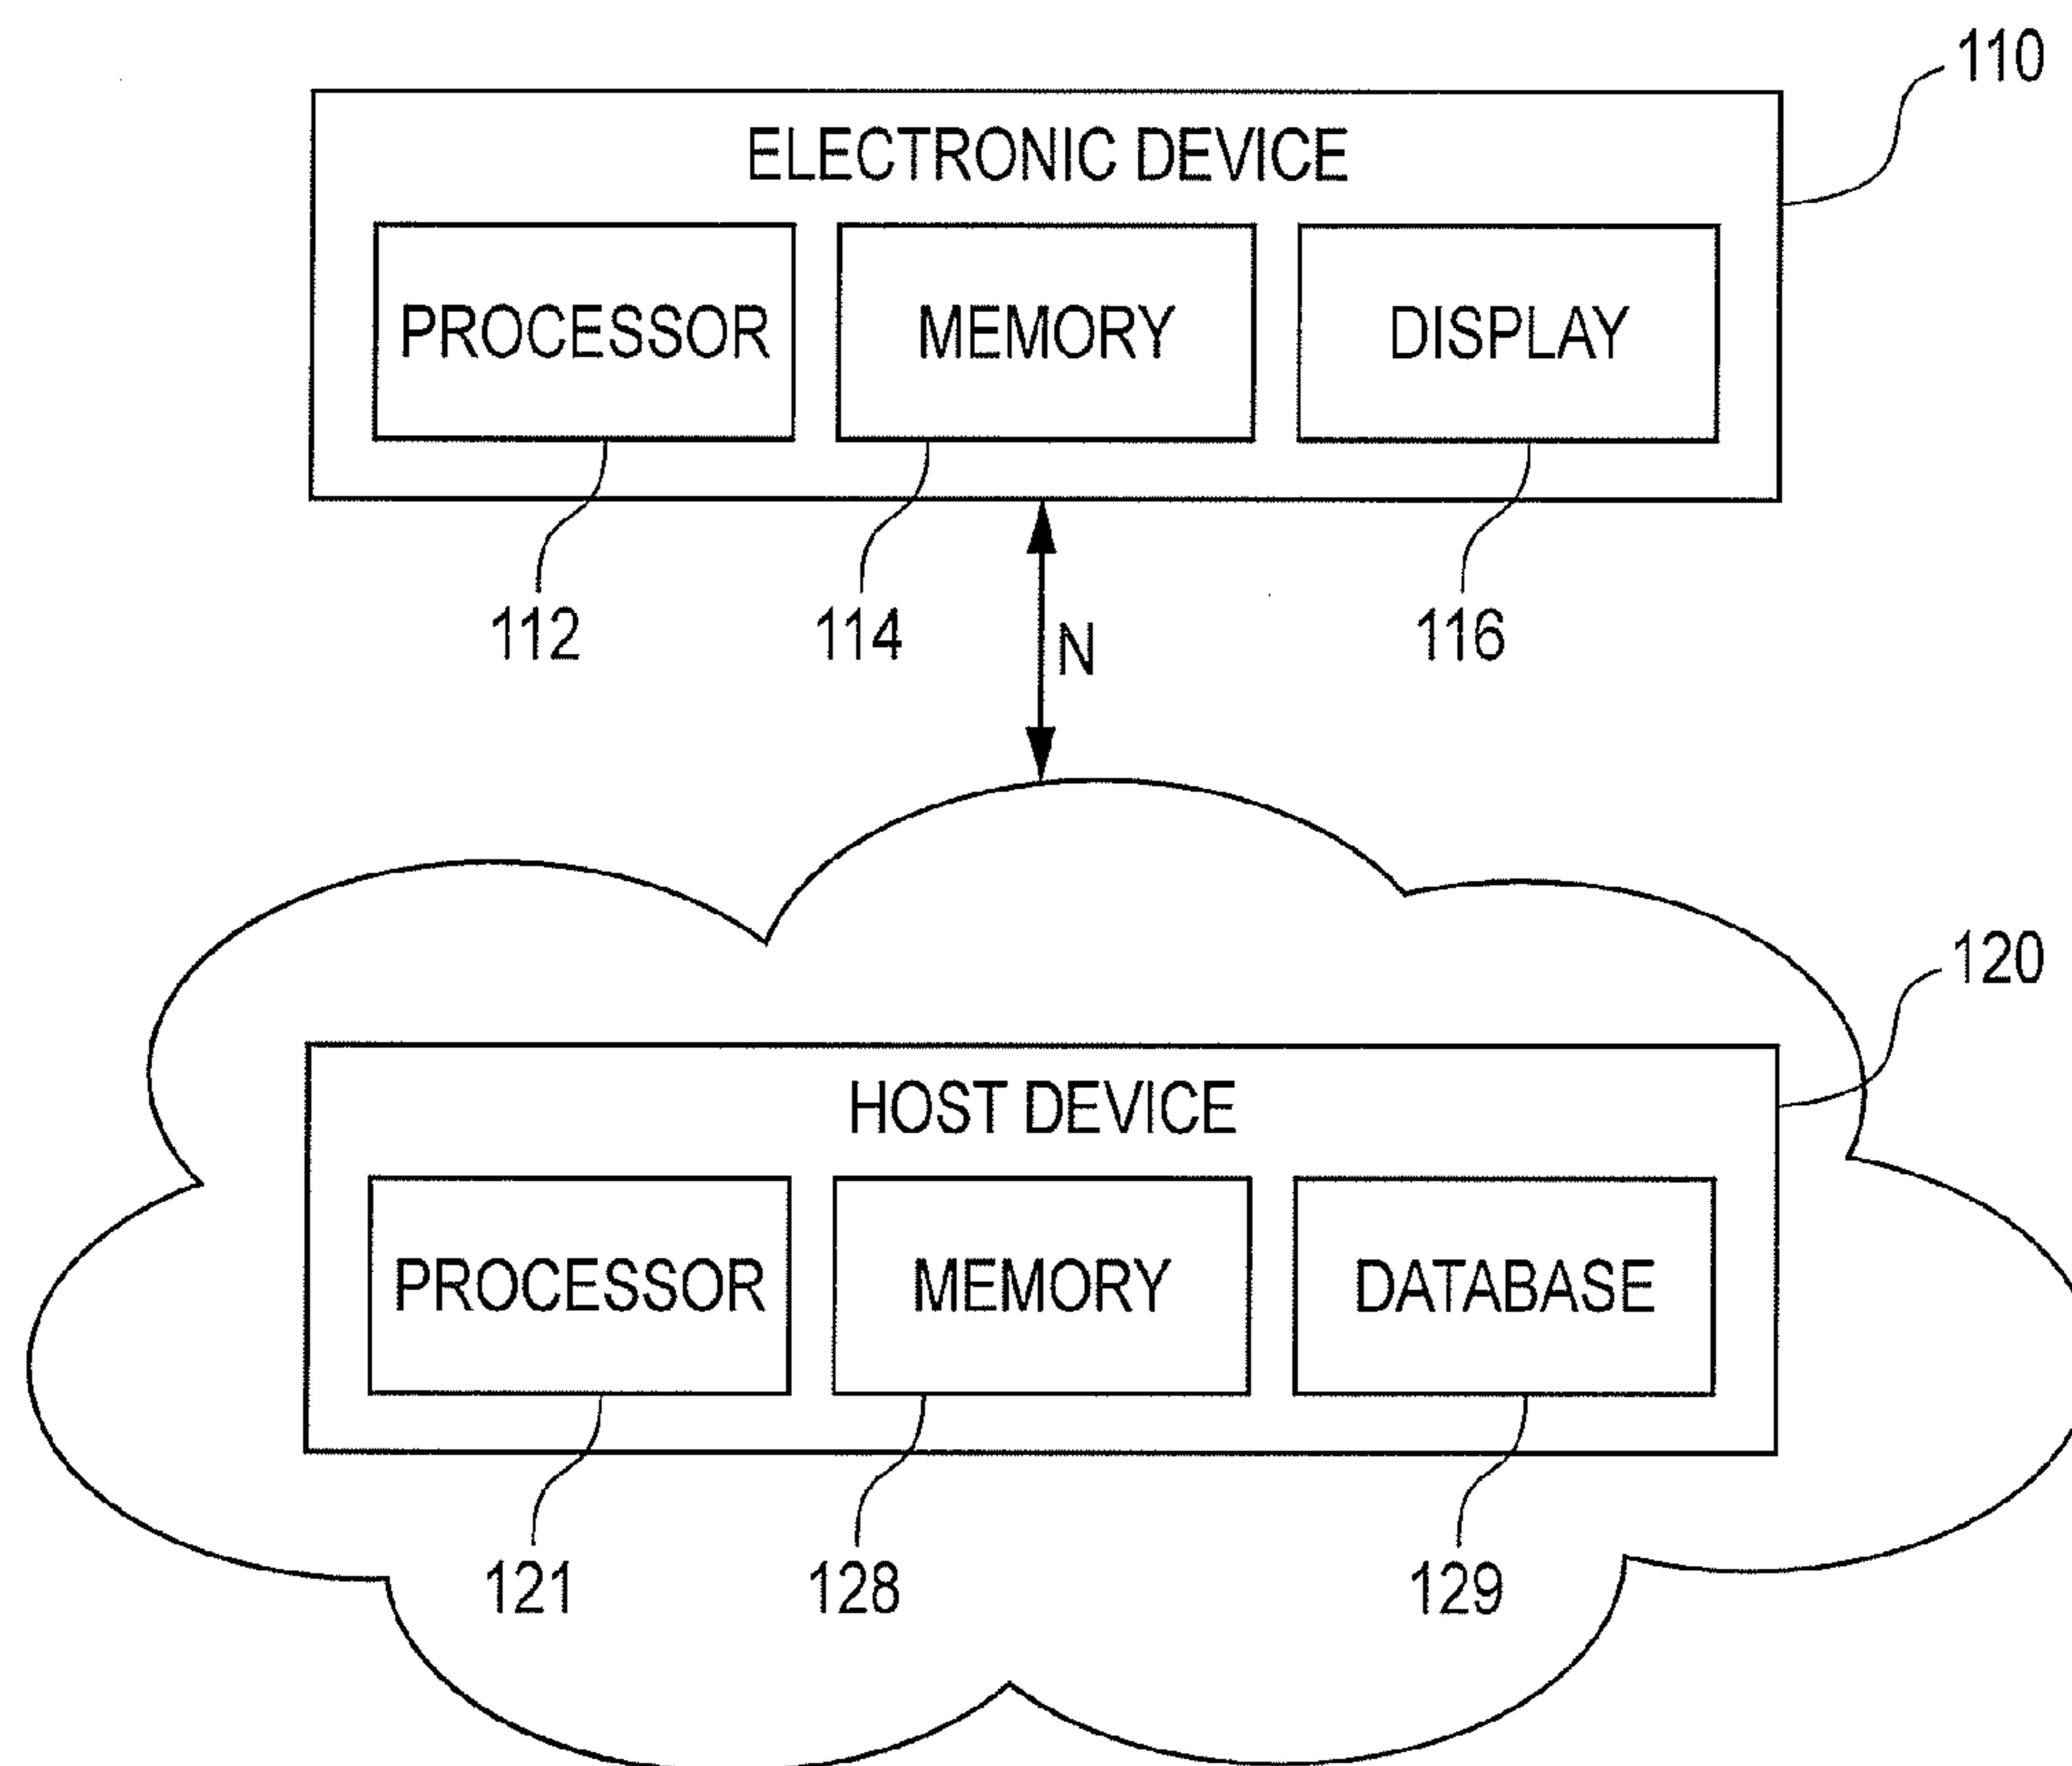 110
ELECTRONIC DEVICE
PROCESSOR MEMORY DISPLAY
112 114 N 116
120
HOST DEVICE
PROCESSOR MEMORY DATABASE
121 128 129